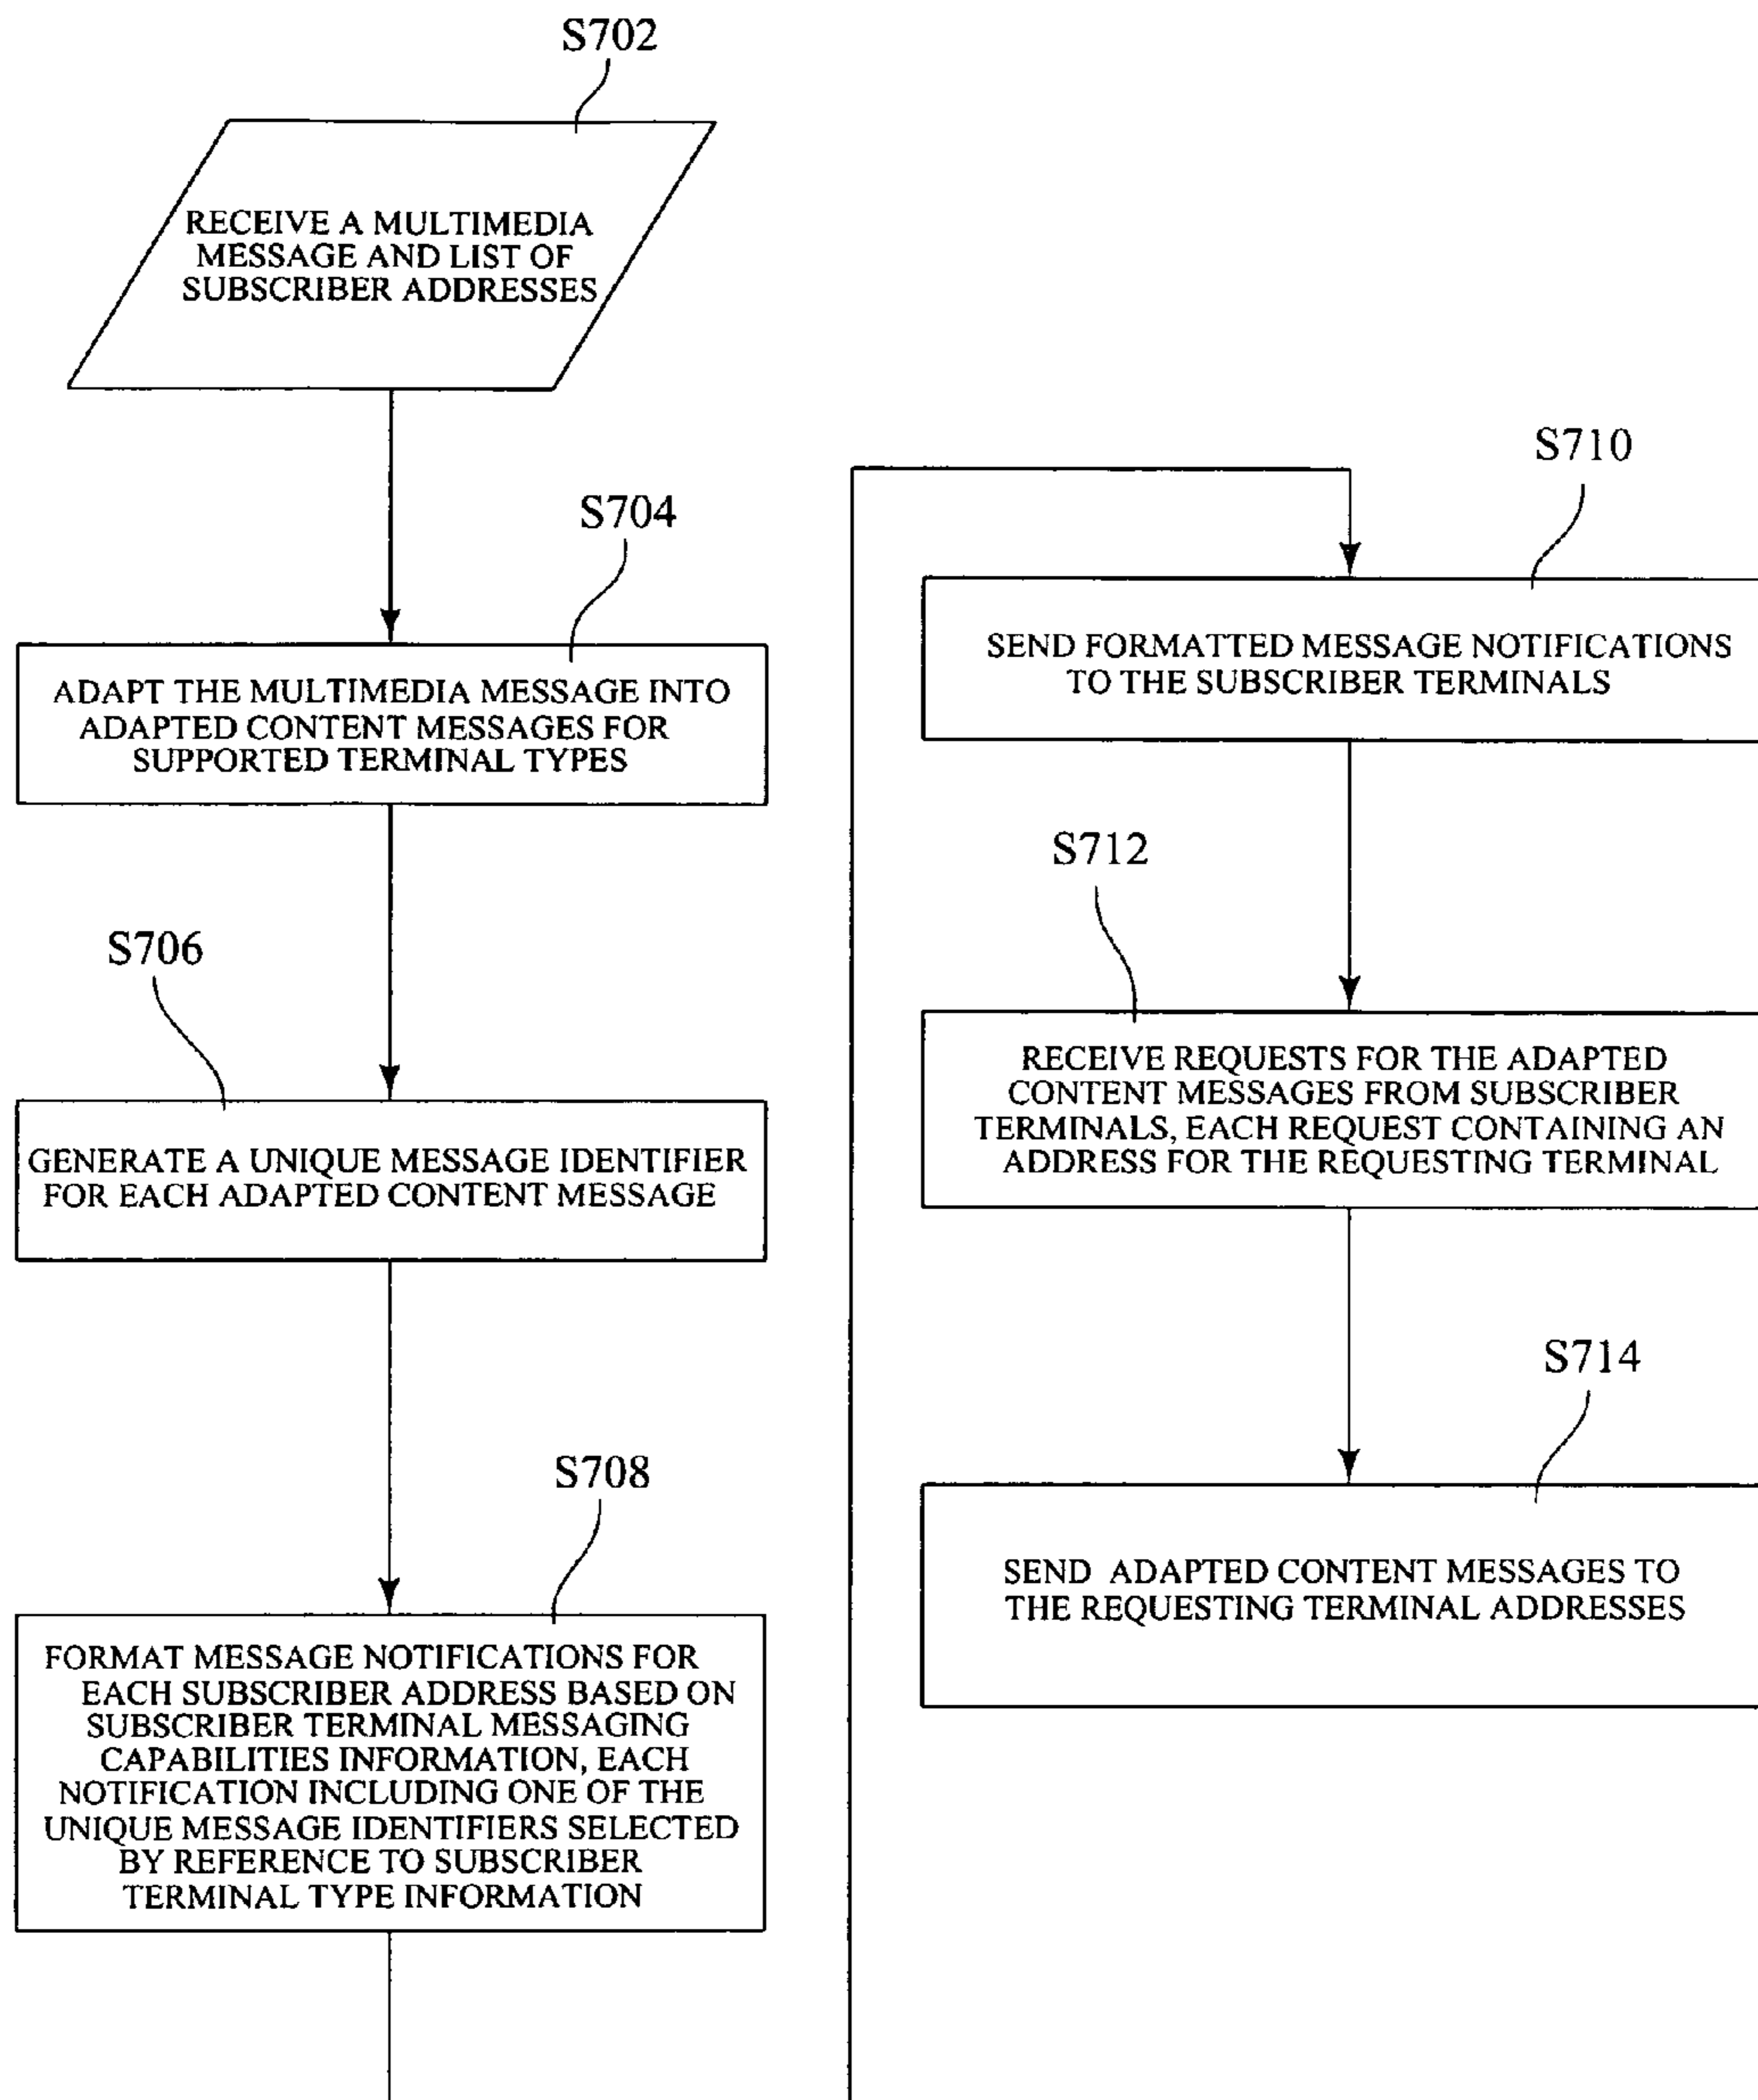 S702
RECEIVE A MULTIMEDIA
MESSAGE AND LIST OF
SUBSCRIBER ADDRESSES
S704
ADAPT THE MULTIMEDIA MESSAGE INTO
ADAPTED CONTENT MESSAGES FOR
SUPPORTED TERMINAL TYPES
S706
GENERATE A UNIQUE MESSAGE IDENTIFIER
FOR EACH ADAPTED CONTENT MESSAGE
S708
FORMAT MESSAGE NOTIFICATIONS FOR
EACH SUBSCRIBER ADDRESS BASED ON
SUBSCRIBER TERMINAL MESSAGING
CAPABILITIES INFORMATION, EACH
NOTIFICATION INCLUDING ONE OF THE
UNIQUE MESSAGE IDENTIFIERS SELECTED
BY REFERENCE TO SUBSCRIBER
TERMINAL TYPE INFORMATION
S710
SEND FORMATTED MESSAGE NOTIFICATIONS
TO THE SUBSCRIBER TERMINALS
S712
RECEIVE REQUESTS FOR THE ADAPTED
CONTENT MESSAGES FROM SUBSCRIBER
TERMINALS, EACH REQUEST CONTAINING AN
ADDRESS FOR THE REQUESTING TERMINAL
S714
SEND ADAPTED CONTENT MESSAGES TO
THE REQUESTING TERMINAL ADDRESSES